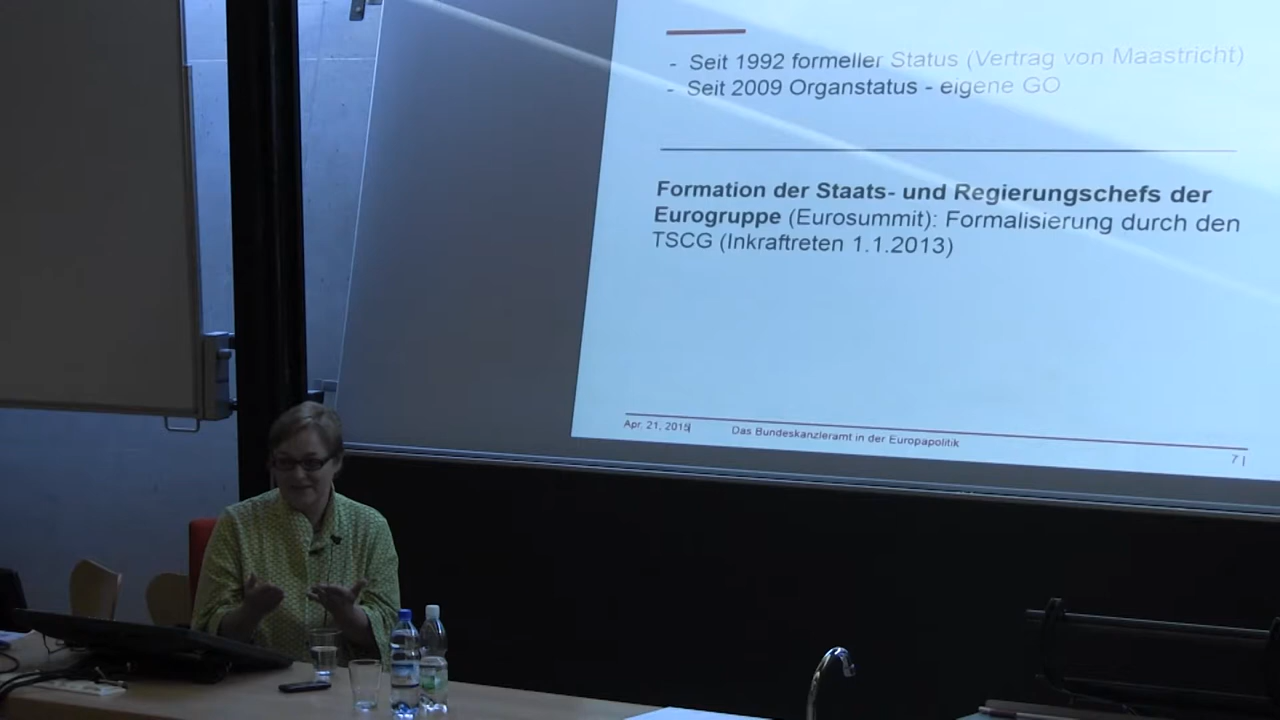 - Seit 1992 formeller Status (Vertrag von Maastricht)
- Seit 2009 Organstatus - eigene GO
Formation der Staats- und Regierungschefs der
Eurogruppe (Eurosummit): Formalisierung durch den
TSCG (Inkraftreten 1.1.2013)
Apr. 21, 2015| Das Bundeskanzleramt in der Europapolitik 7 |